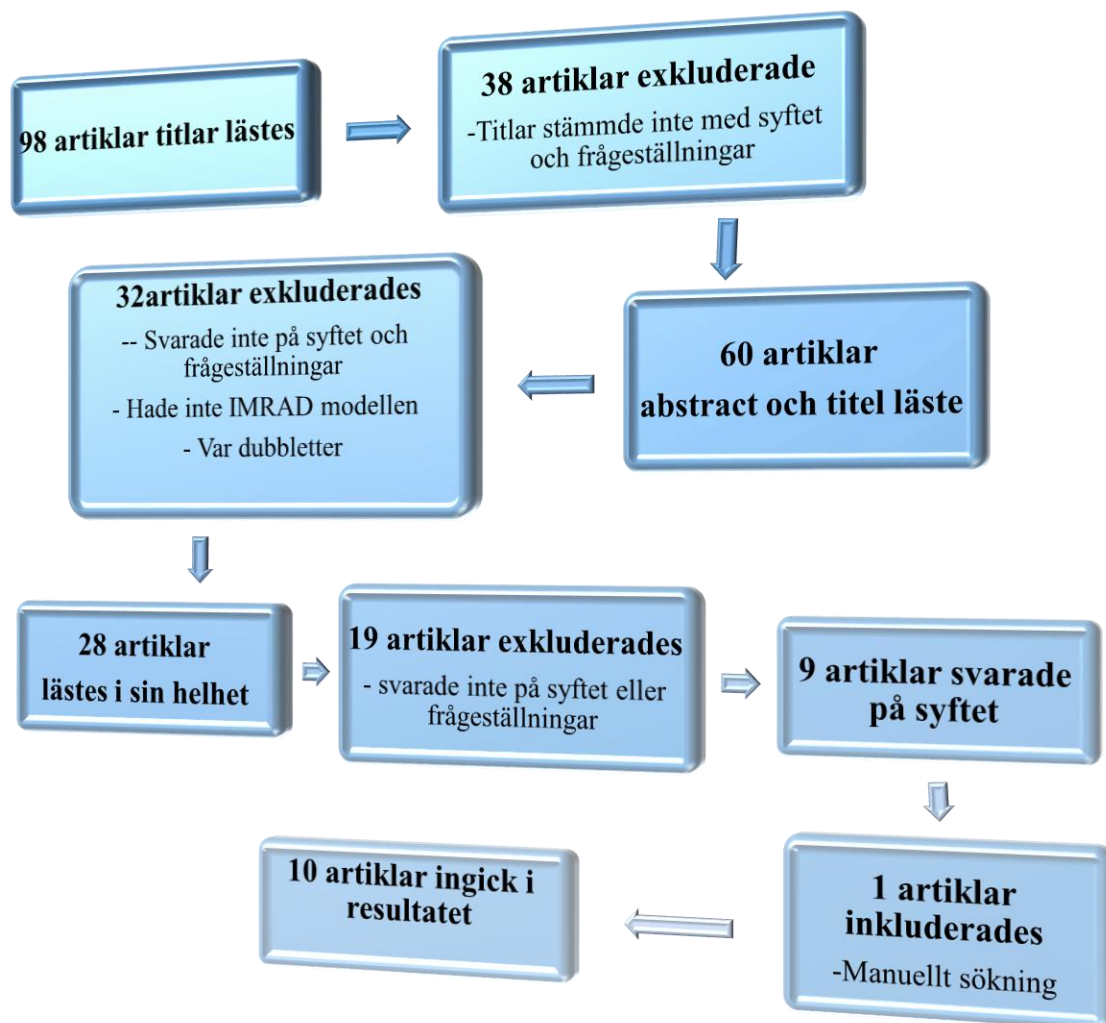 98 artiklar titlar lästes
38 artiklar exkluderade
-Titlar stämmde inte med syftet
och frågeställningar
60 artiklar
abstract och titel läste
32artiklar exkluderades
-- Svarade inte på syftet och
frågeställningar
- Hade inte IMRAD modellen
- Var dubbletter
28 artiklar
lästes i sin helhet
19 artiklar exkluderades
- svarade inte på syftet eller
frågeställningar
9 artiklar svarade
på syftet
1 artiklar
inkluderades
-Manuellt sökning
10 artiklar ingick i
resultatet